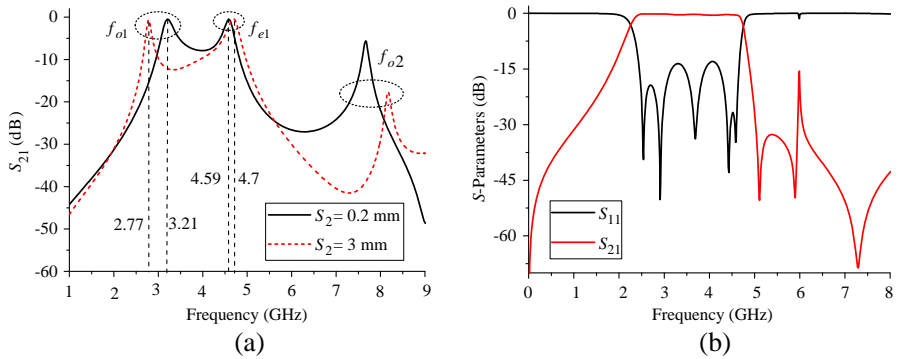 0
-10
-20
-30
-40
-50
-60
S21 (dB)
fo1
fe1
fo2
2.77
3.21
4.59
4.7
S2= 0.2 mm
S2= 3 mm
1 2 3 4 5 6 7 8 9
Frequency (GHz)
(a)
0
-15
-30
-45
-60
S-Parameters (dB)
S11
S21
0 1 2 3 4 5 6 7 8
Frequency (GHz)
(b)